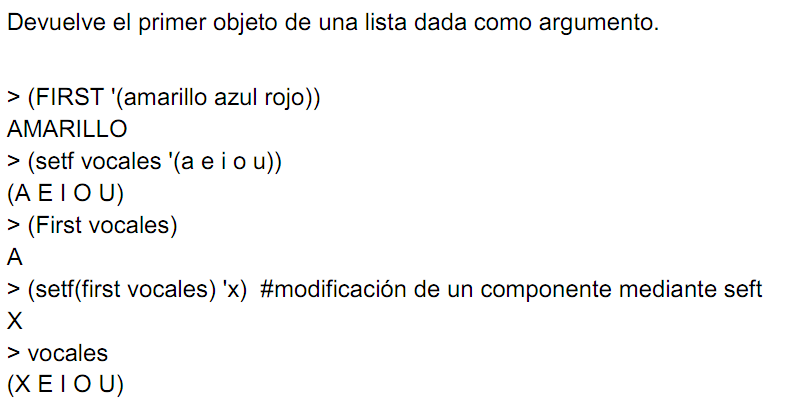 Devuelve el primer objeto de una lista dada como argumento.
> (FIRST '(amarillo azul rojo))
AMARILLO
> (setf vocales '(a e i o u))
(A E I O U)
> (First vocales)
A
> (setf(first vocales) 'x)  #modificación de un componente mediante seft
X
> vocales
(X E I O U)